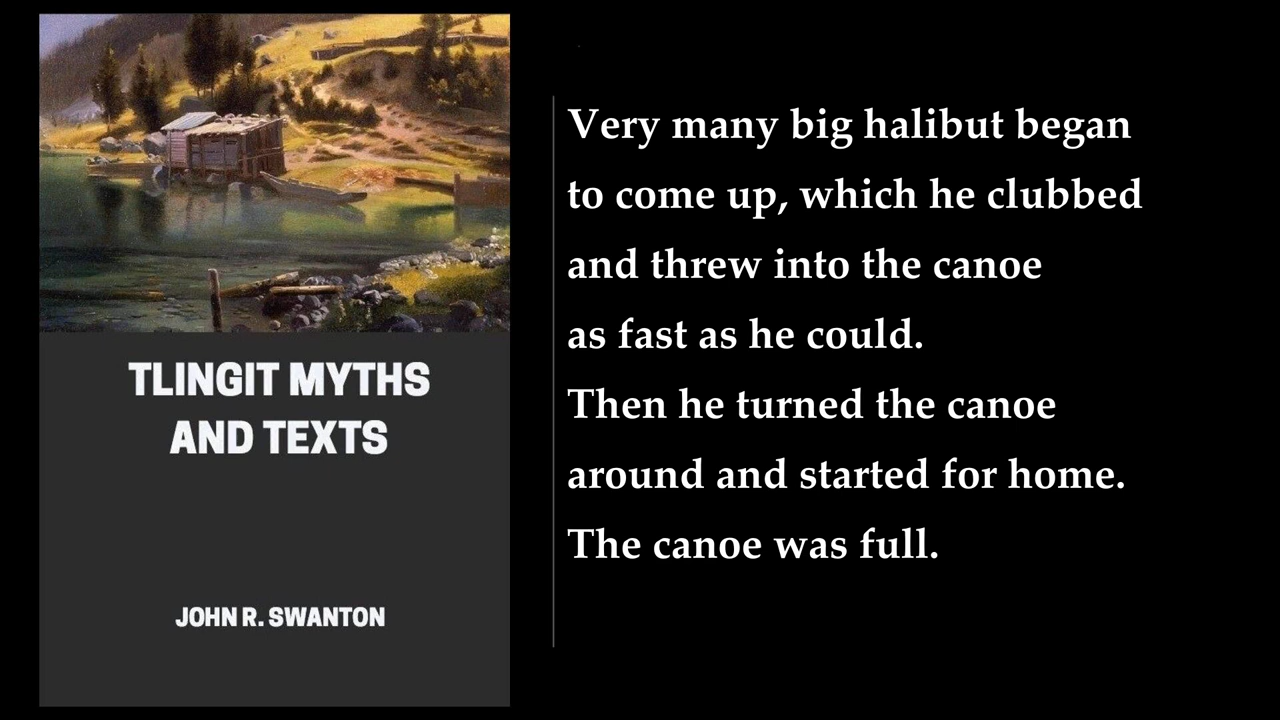 TLINGIT MYTHS
AND TEXTS
JOHN R. SWANTON
Very many big halibut began
to come up, which he clubbed
and threw into the canoe
as fast as he could.
Then he turned the canoe
around and started for home.
The canoe was full.